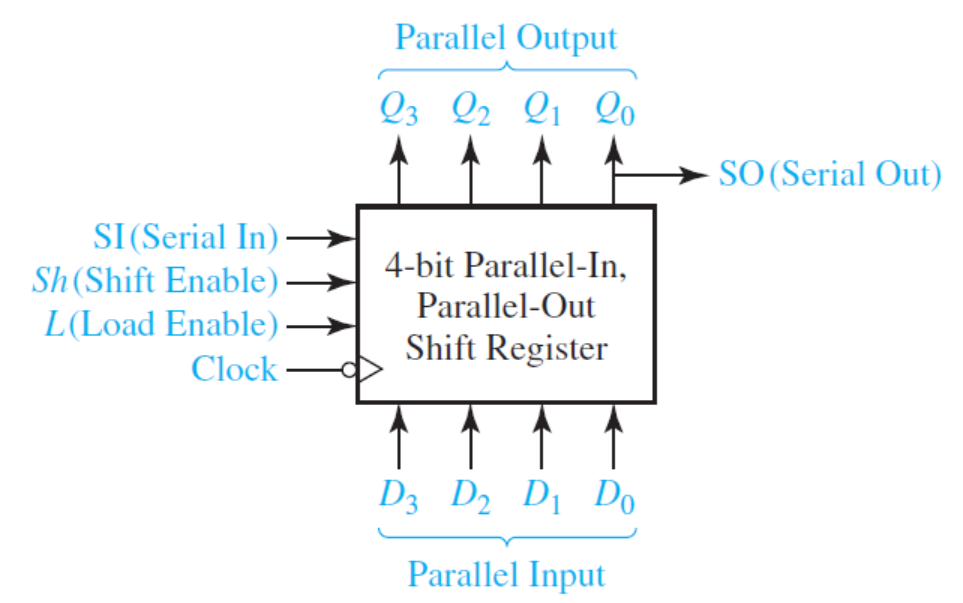 Parallel Output
Q3 Q2 Q1 Q0
SO (Serial Out)
SI (Serial In)
Sh (Shift Enable)
L (Load Enable)
Clock
4-bit Parallel-In,
Parallel-Out
Shift Register
D3 D2 D1 D0
Parallel Input